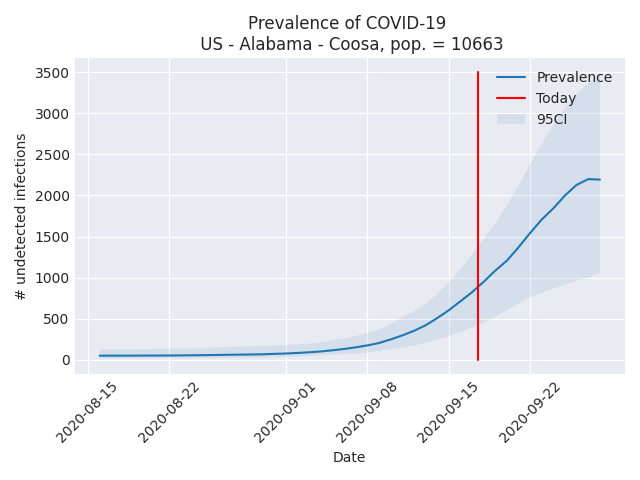 Prevalence of COVID-19
US - Alabama - Coosa, pop. = 10663
3500
3000
2500
2000
1500
1000
500
0
# undetected infections
Prevalence
Today
95CI
2020-08-15
2020-08-22
2020-09-01
2020-09-08
2020-09-15
2020-09-22
Date